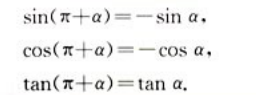 sin(π+α)=−sin α,
cos(π+α)=−cos α,
tan(π+α)=tan α.